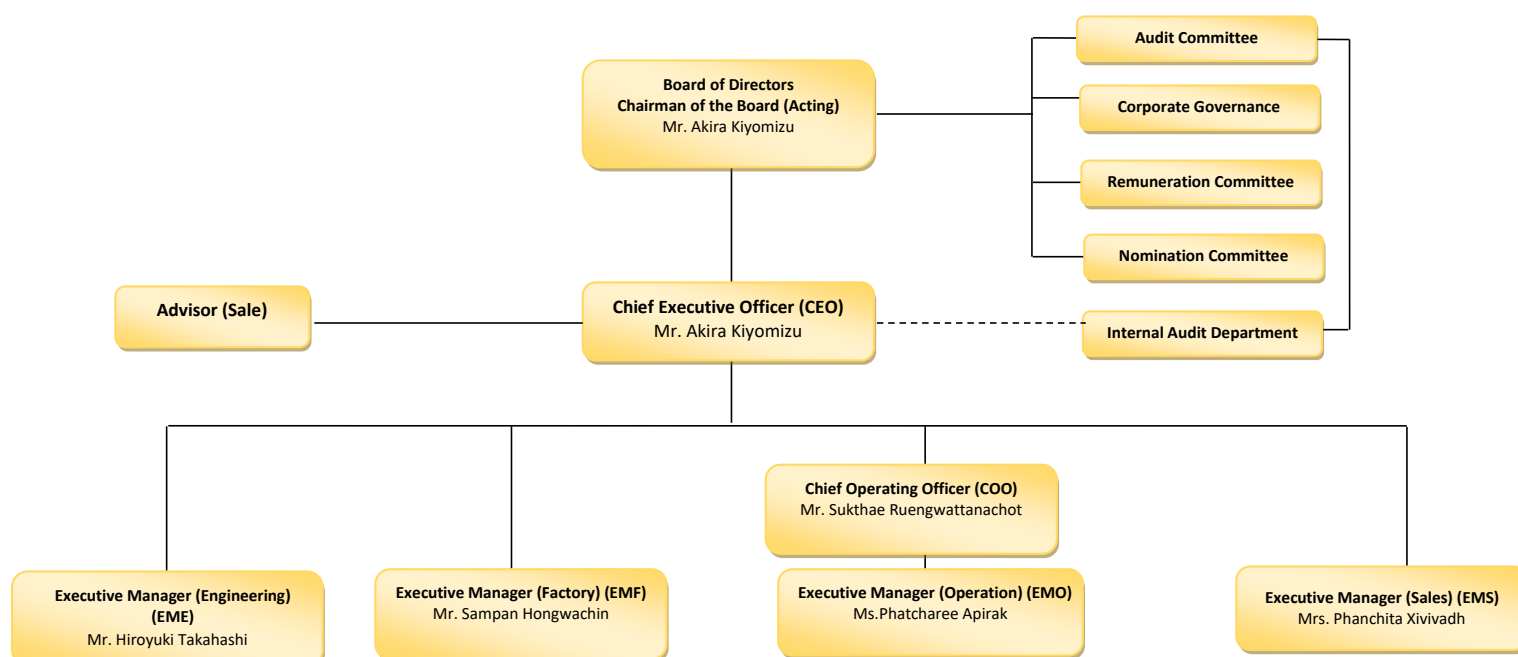 Audit Committee
Board of Directors
Chairman of the Board (Acting)
Mr. Akira Kiyomizu
Corporate Governance
Remuneration Committee
Nomination Committee
Advisor (Sale)
Chief Executive Officer (CEO)
Mr. Akira Kiyomizu
Internal Audit Department
Chief Operating Officer (COO)
Mr. Sukthae Ruengwattanachot
Executive Manager (Engineering)
(EME)
Mr. Hiroyuki Takahashi
Executive Manager (Factory) (EMF)
Mr. Sampan Hongwachin
Executive Manager (Operation) (EMO)
Ms.Phatcharee Apirak
Executive Manager (Sales) (EMS)
Mrs. Phanchita Xivivadh